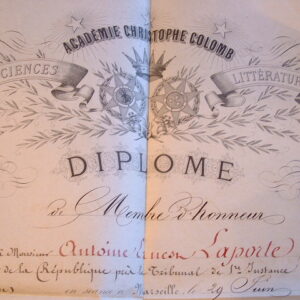 ACADÉMIE CHRISTOPHE COLOMB
SCIENCES LITTÉRATUR
DIPLOME
de Membre d'honneur
Monsieur Antoine Laporte
de la République près le Tribunal de 1re Instance
en séance à Marseille, le 29 Juin